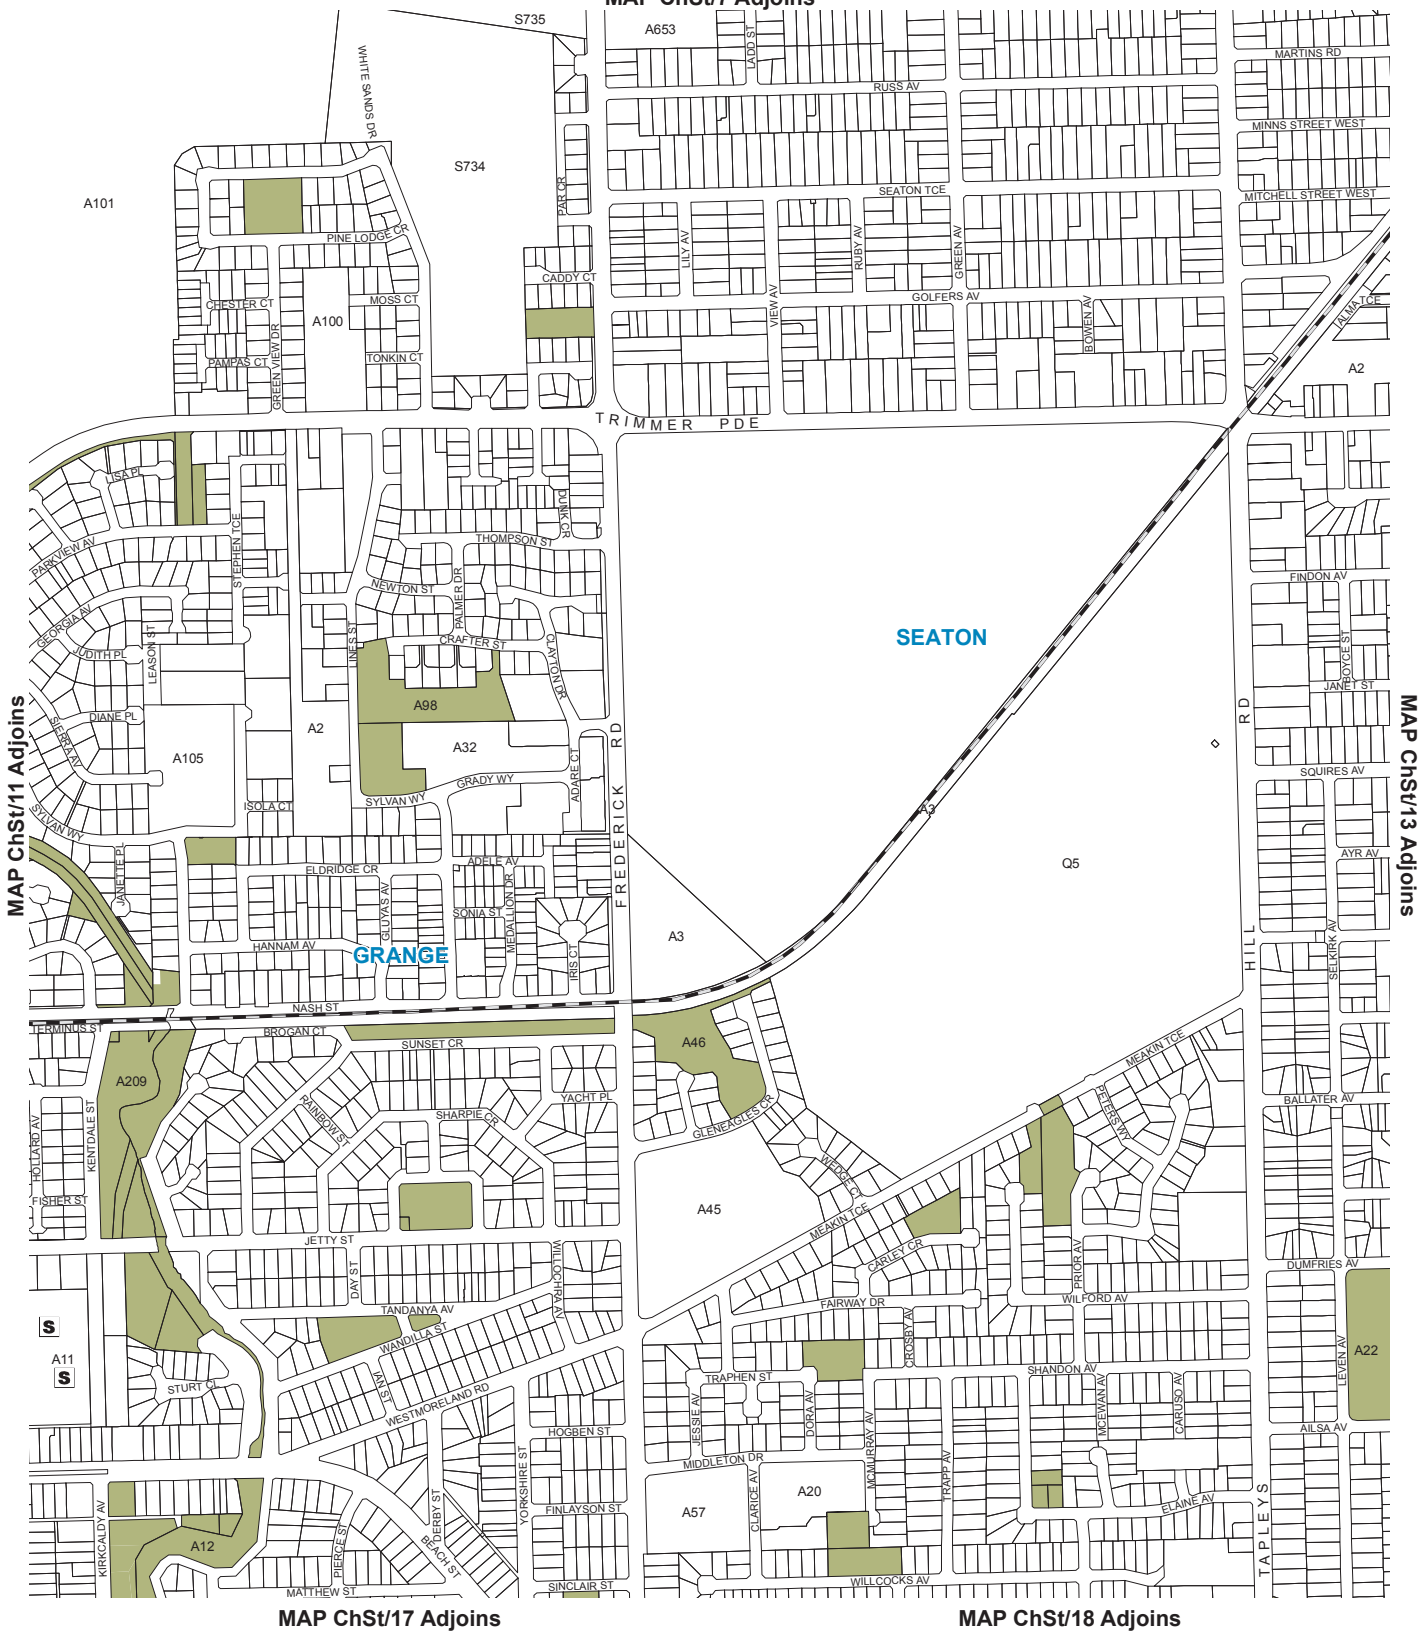 MAP ChSt/7 Adjoins
S735
A653
LADD ST
MARTINS RD
WHITE SANDS DR
RUSS AV
MINNS STREET WEST
S734
A101
PAR CR
SEATON TCE
MITCHELL STREET WEST
PINE LODGE CR
LILY AV
RUBY AV
GREEN AV
CADDY CT
CHESTER CT
MOSS CT
GOLFERS AV
VIEW AV
BOWEN AV
ALMA TCE
A100
GREEN VIEW DR
PAMPAS CT
TONKIN CT
A2
TRIMMER PDE
LISA PL
DUNK CR
PARKVIEW AV
STEPHEN TCE
THOMPSON ST
FINDON AV
NEWTON ST
PALMER DR
GEORGIA AV
JUDITH PL
LEASON ST
LINES ST
CRAFTER ST
CLAYTON DR
SEATON
BOYCE ST
JANET ST
SIERRA AV
DIANE PL
A98
A2
A32
A105
FREDERICK RD
MAP ChSt/11 Adjoins
MAP ChSt/13 Adjoins
SQUIRES AV
GRADY WY
ADARE CT
SYLVAN WY
ISOLA CT
SYLVAN WY
A3
Q5
AYR AV
JANETTE PL
ELDRIDGE CR
ADELE AV
GLUYAS AV
SONIA ST
MEDALLION DR
A3
HANNAM AV
GRANGE
IRIS CT
SELKIRK AV
TAPLEYS HILL RD
NASH ST
TERMINUS ST
BROGAN CT
SUNSET CR
A46
MEAKIN TCE
A209
RAINBOW ST
YACHT PL
SHARPIE CR
GLENEAGLES CR
PETERS WY
BALLATER AV
HOLLARD AV
KENTDALE ST
WEDGE CT
FISHER ST
A45
MEAKIN TCE
JETTY ST
WILLOCHRA AV
CARLEY CR
PRIOR AV
DUMFRIES AV
DAY ST
TANDANYA AV
FAIRWAY DR
WILFORD AV
S
WANDILLA ST
CROSBY AV
A11
S
LEVEN AV
A22
STURT CL
IAN ST
WESTMORELAND RD
TRAPHEN ST
SHANDON AV
JESSIE AV
DORA AV
MCMURRAY AV
MCEWAN AV
CARUSO AV
HOGBEN ST
AILSA AV
MIDDLETON DR
YORKSHIRE ST
CLARICE AV
TRAPP AV
A20
A57
FINLAYSON ST
ELAINE AV
KIRKCALDY AV
A12
PIERCE ST
DERBY ST
BEACH ST
MATTHEW ST
SINCLAIR ST
WILLCOCKS AV
MAP ChSt/17 Adjoins
MAP ChSt/18 Adjoins